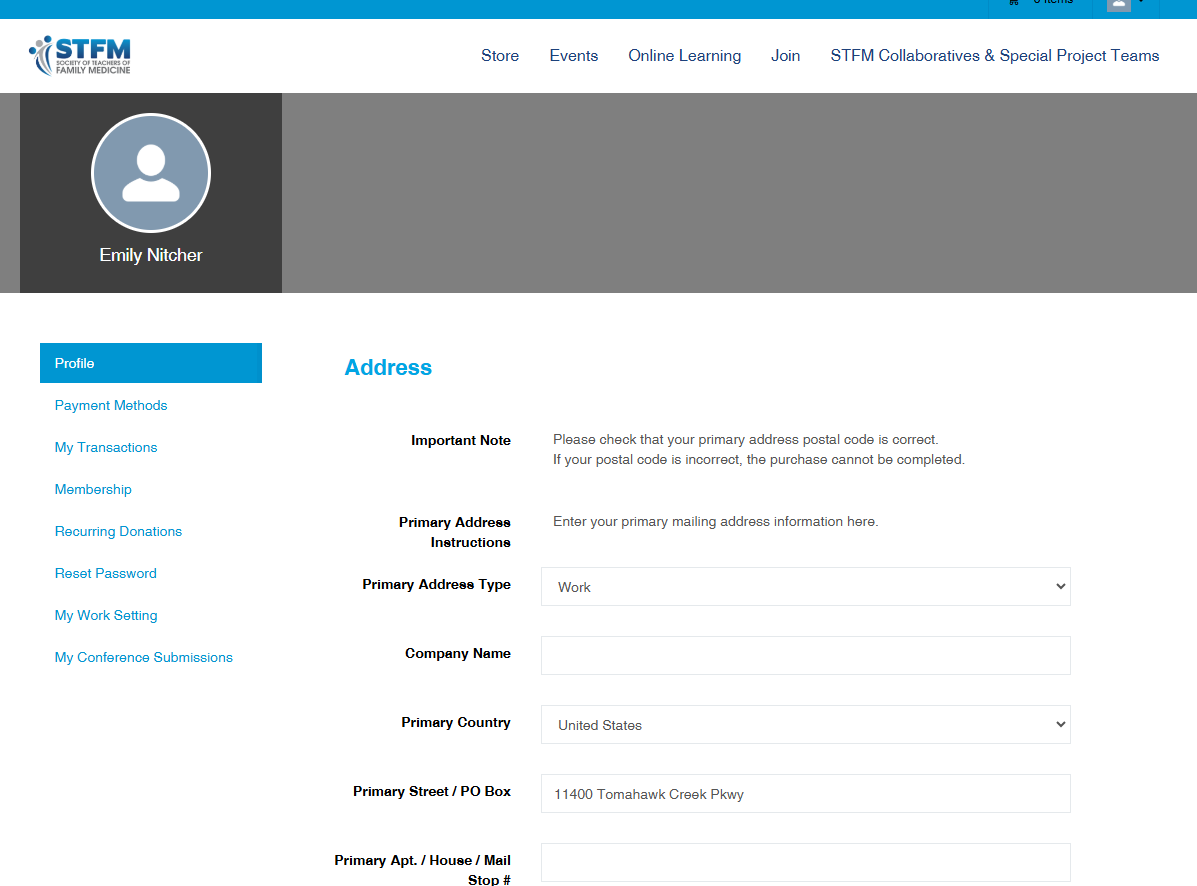 0 items
STFM
SOCIETY OF TEACHERS OF
FAMILY MEDICINE
Store Events Online Learning Join STFM Collaboratives & Special Project Teams
Emily Nitcher
Profile
Payment Methods
My Transactions
Membership
Recurring Donations
Reset Password
My Work Setting
My Conference Submissions
Address
Important Note
Please check that your primary address postal code is correct.
If your postal code is incorrect, the purchase cannot be completed.
Primary Address
Instructions
Enter your primary mailing address information here.
Primary Address Type
Work
Company Name
Primary Country
United States
Primary Street / PO Box
11400 Tomahawk Creek Pkwy
Primary Apt. / House / Mail
Stop #